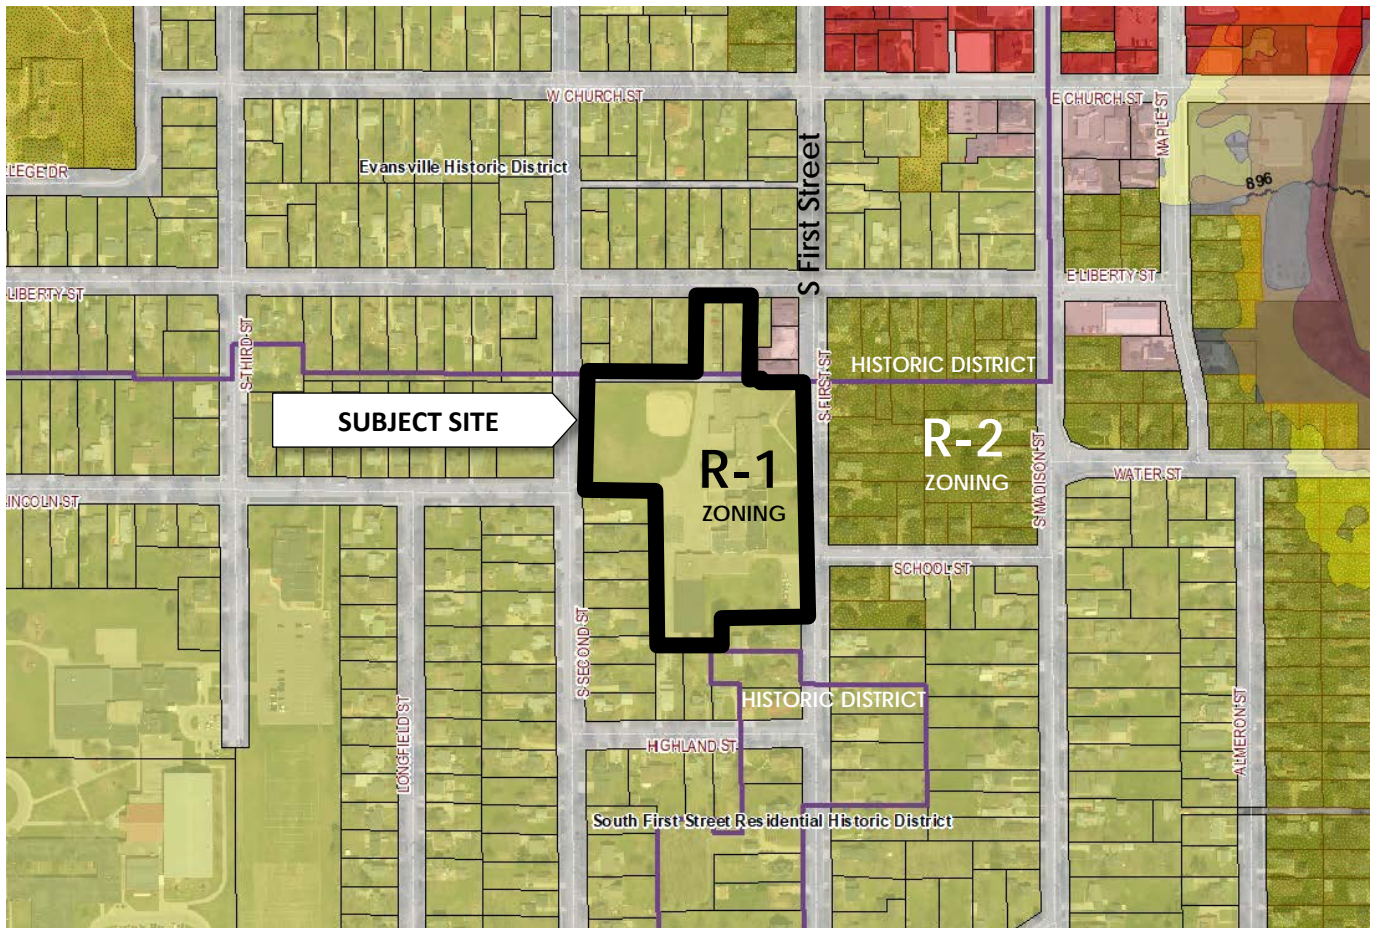 W CHURCH ST
E CHURCH ST
MAPLE ST
LEGE DR
Evansville Historic District
896
S First Street
E LIBERTY ST
LIBERTY ST
S THIRD ST
HISTORIC DISTRICT
S FIRST ST
SUBJECT SITE
R-1
ZONING
R-2
ZONING
S MADISON ST
WATER ST
INCOLN ST
SCHOOL ST
S SECOND ST
HISTORIC DISTRICT
LONGFIELD ST
HIGHLAND ST
ALMERON ST
South First Street Residential Historic District